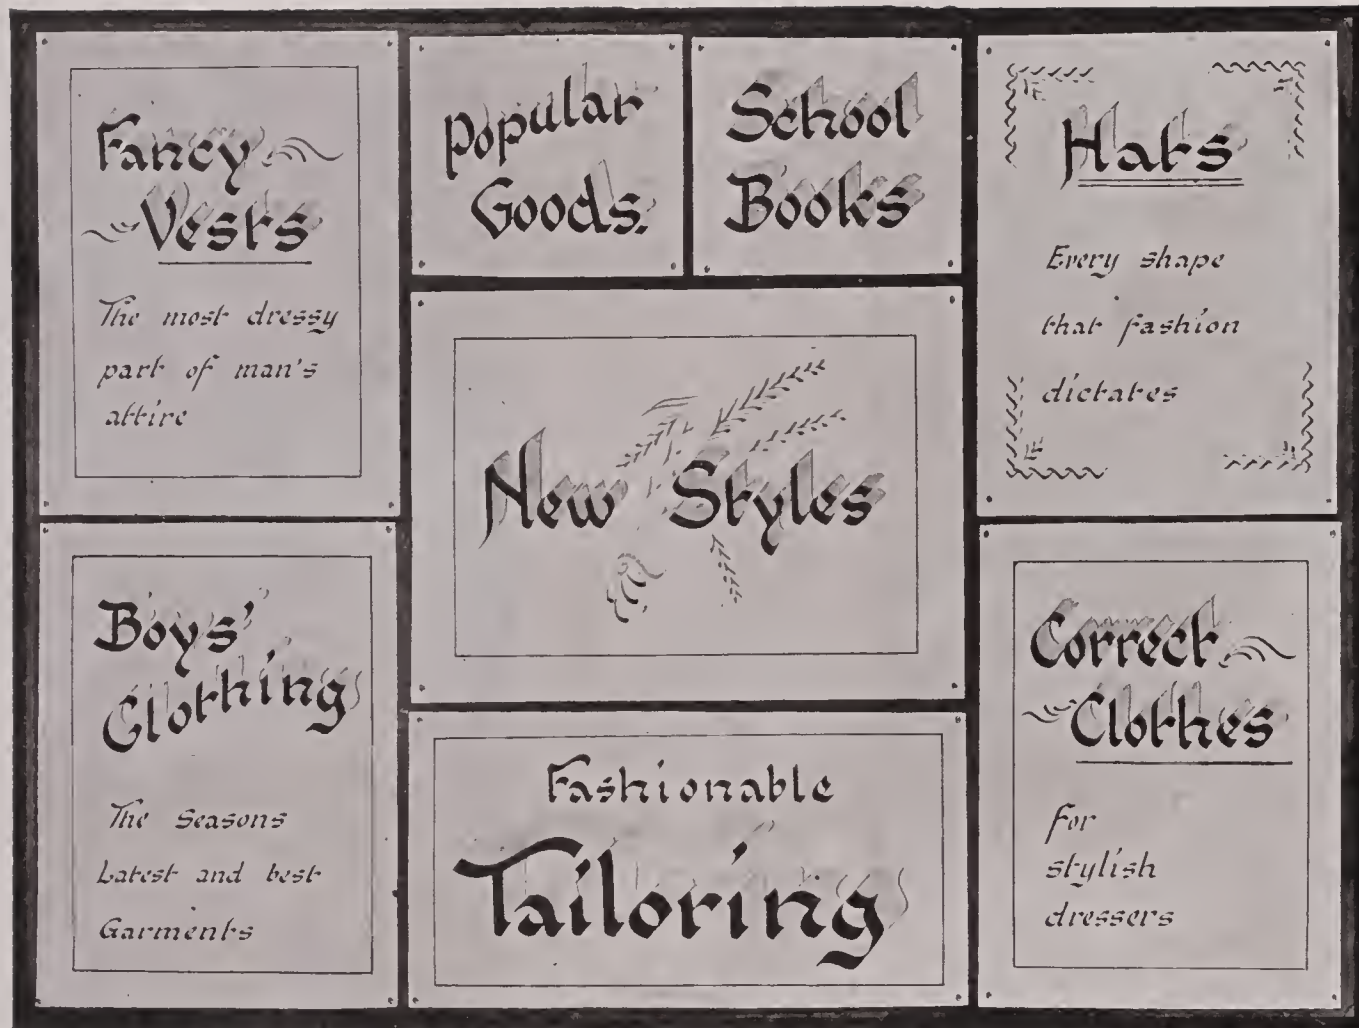 Fancy
Vests
The most dressy
part of man's
attire
Popular
Goods.
School
Books
Hats
Every shape
that fashion
dictates
New Styles
Boys'
Clothing
The Seasons
Latest and best
Garments
Fashionable
Tailoring
Correct
Clothes
for
stylish
dressers